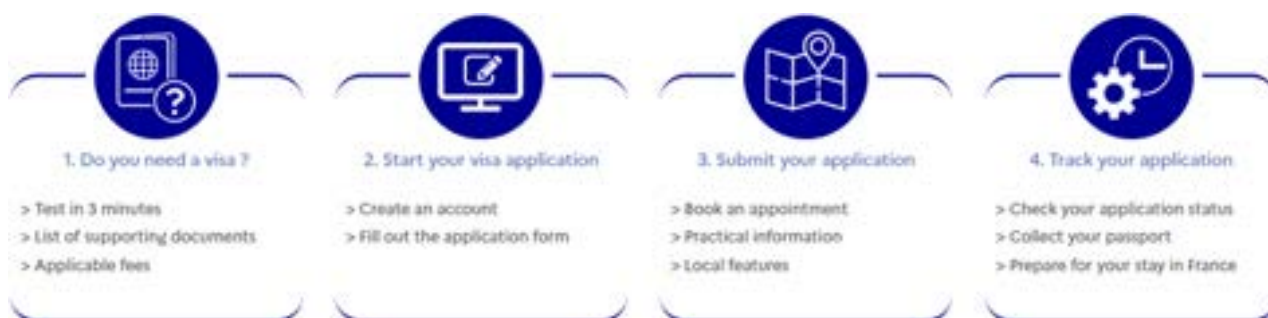 1. Do you need a visa ?
> Test in 3 minutes
> List of supporting documents
> Applicable fees
2. Start your visa application
> Create an account
> Fill out the application form
3. Submit your application
> Book an appointment
> Practical information
> Local features
4. Track your application
> Check your application status
> Collect your passport
> Prepare for your stay in France